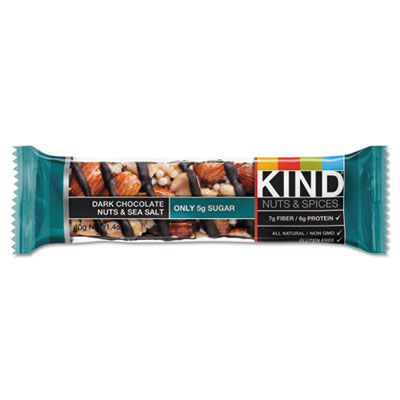 DARK CHOCOLATE
NUTS & SEA SALT
ONLY 5g SUGAR
KIND
NUTS & SPICES
7g FIBER / 6g PROTEIN ✓
ALL NATURAL / NON GMO ✓
GLUTEN FREE ✓